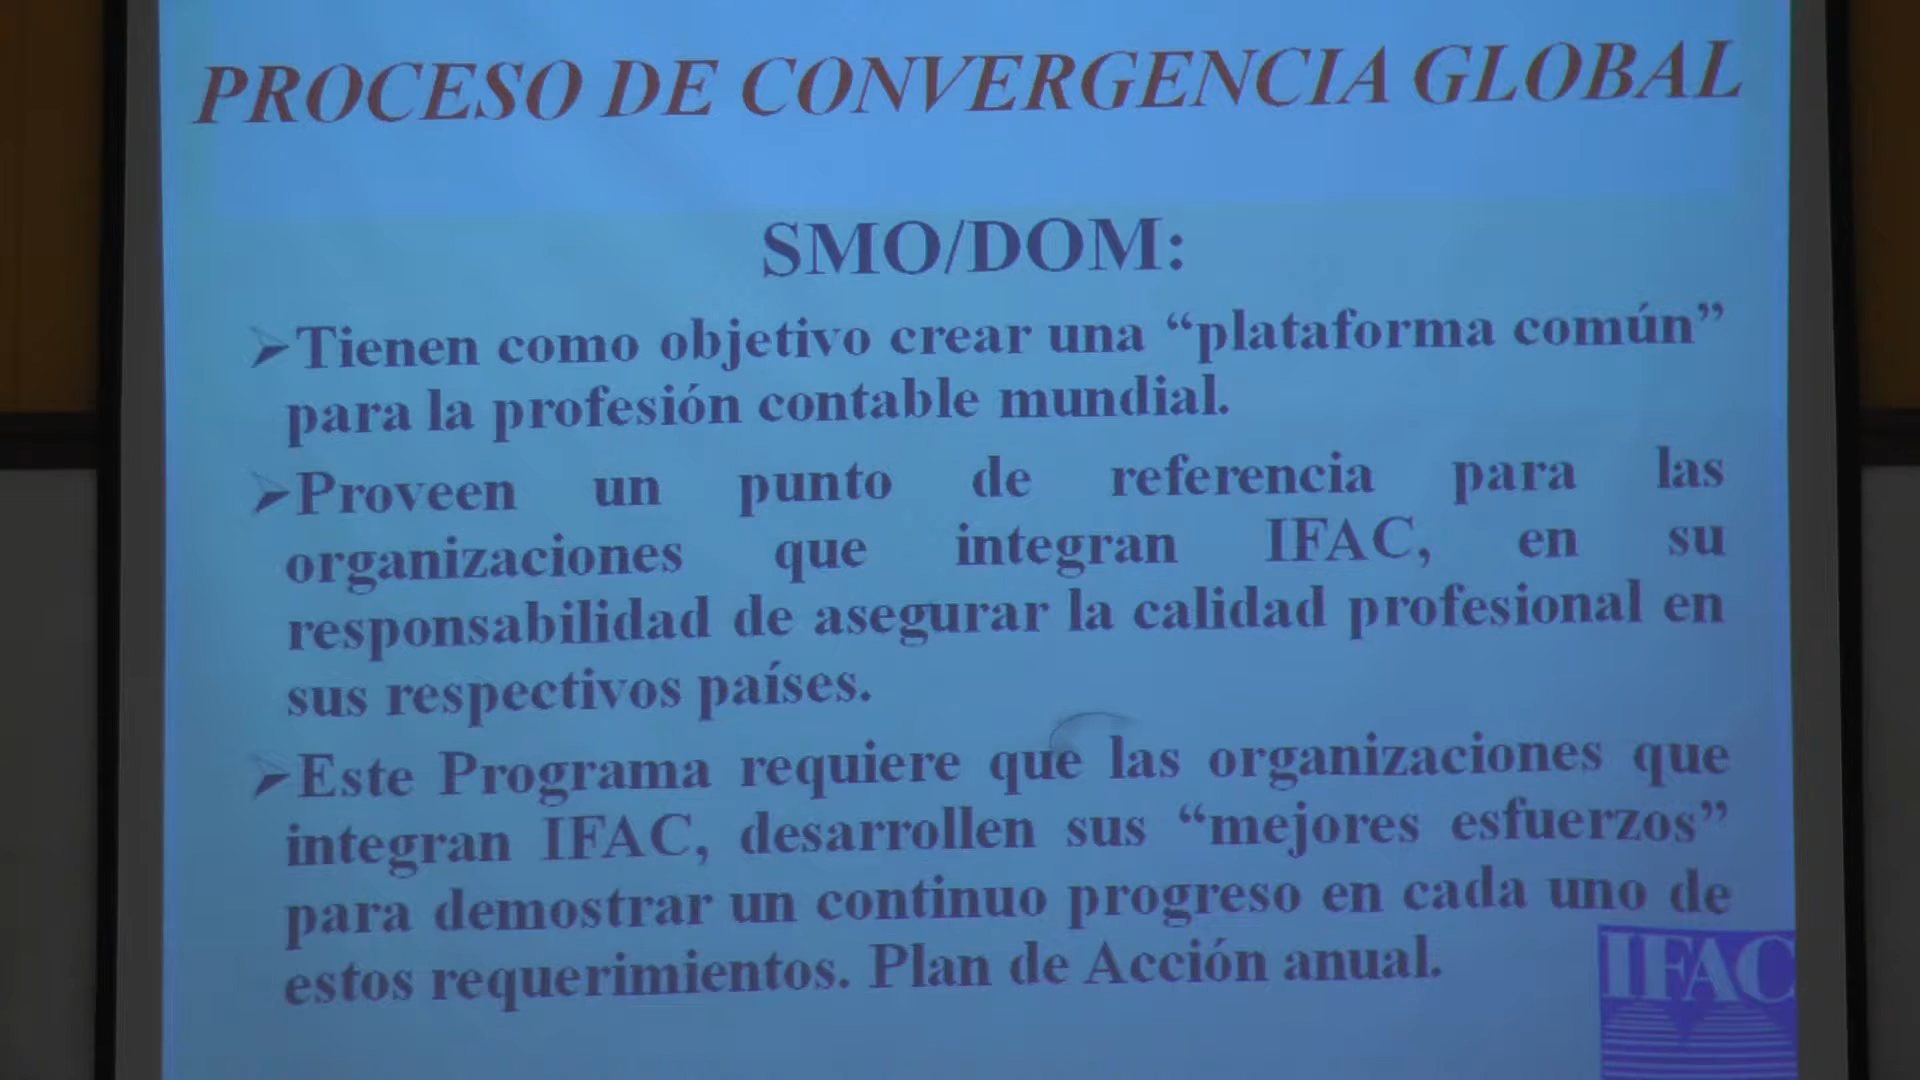 PROCESO DE CONVERGENCIA GLOBAL
SMO/DOM:
➢Tienen como objetivo crear una “plataforma común”
para la profesión contable mundial.
➢Proveen un punto de referencia para las
organizaciones que integran IFAC, en su
responsabilidad de asegurar la calidad profesional en
sus respectivos países.
➢Este Programa requiere que las organizaciones que
integran IFAC, desarrollen sus “mejores esfuerzos”
para demostrar un continuo progreso en cada uno de
estos requerimientos. Plan de Acción anual.
IFAC